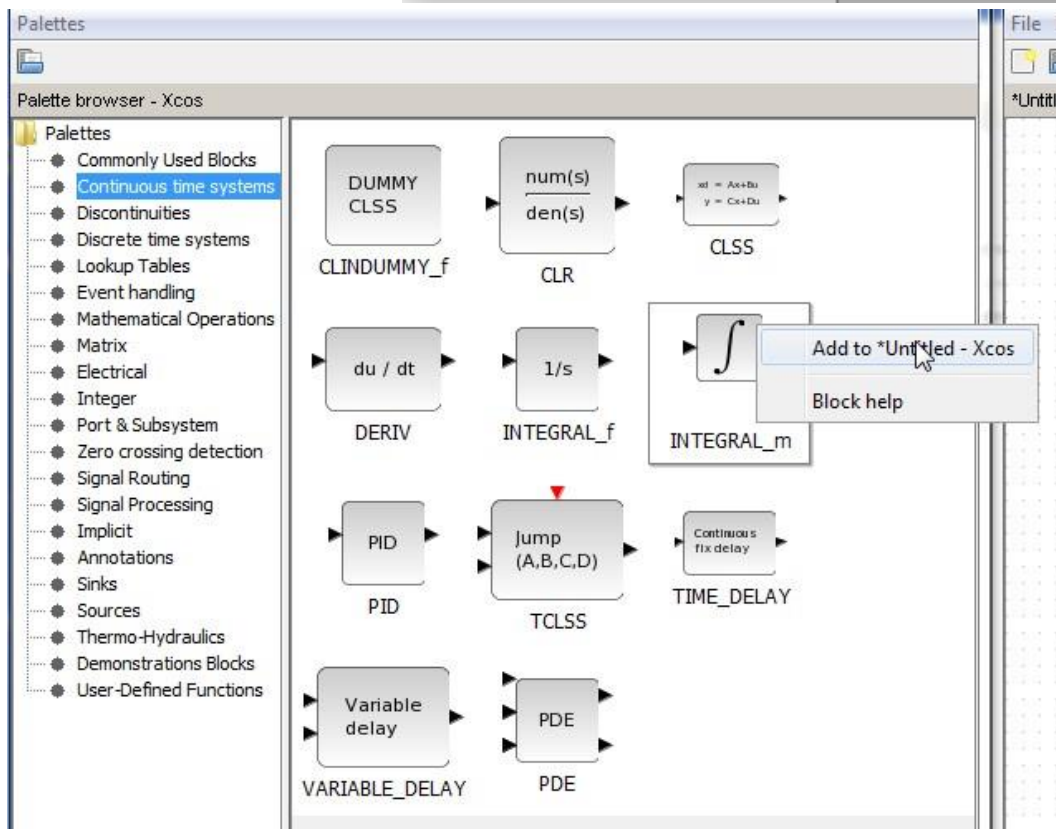 Palettes
File
Palette browser - Xcos
*Untitl
Palettes
Commonly Used Blocks
Continuous time systems
Discontinuities
Discrete time systems
Lookup Tables
Event handling
Mathematical Operations
Matrix
Electrical
Integer
Port & Subsystem
Zero crossing detection
Signal Routing
Signal Processing
Implicit
Annotations
Sinks
Sources
Thermo-Hydraulics
Demonstrations Blocks
User-Defined Functions
DUMMY
CLSS
CLINDUMMY_f
num(s)
den(s)
CLR
xd = Ax+Bu
y = Cx+Du
CLSS
du / dt
DERIV
1/s
INTEGRAL_f
∫
INTEGRAL_m
Add to *Untitled - Xcos
Block help
PID
PID
Jump
(A,B,C,D)
TCLSS
Continuous
fix delay
TIME_DELAY
Variable
delay
VARIABLE_DELAY
PDE
PDE